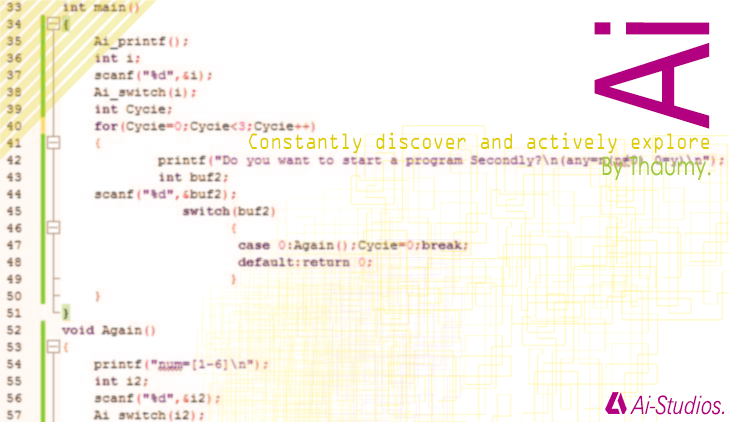 33 int main()
34 {
35 Ai_printf();
36 int i;
37 scanf("%d",&i);
38 Ai_switch(i);
39 int Cycie;
40 for(Cycie=0;Cycie<3;Cycie++)
41 {
42 printf("Do you want to start a program Secondly?\n(any=n(n≠0), 0=y)\n");
43 int buf2;
44 scanf("%d",&buf2);
45 switch(buf2)
46 {
47 case 0:Again();Cycie=0;break;
48 default:return 0;
49 }
50 }
51 }
52 void Again()
53 {
54 printf("num=[1-6]\n");
55 int i2;
56 scanf("%d",&i2);
57 Ai_switch(i2);
Ai
Constantly discover and actively explore
By Thaumy.
Ai-Studios.